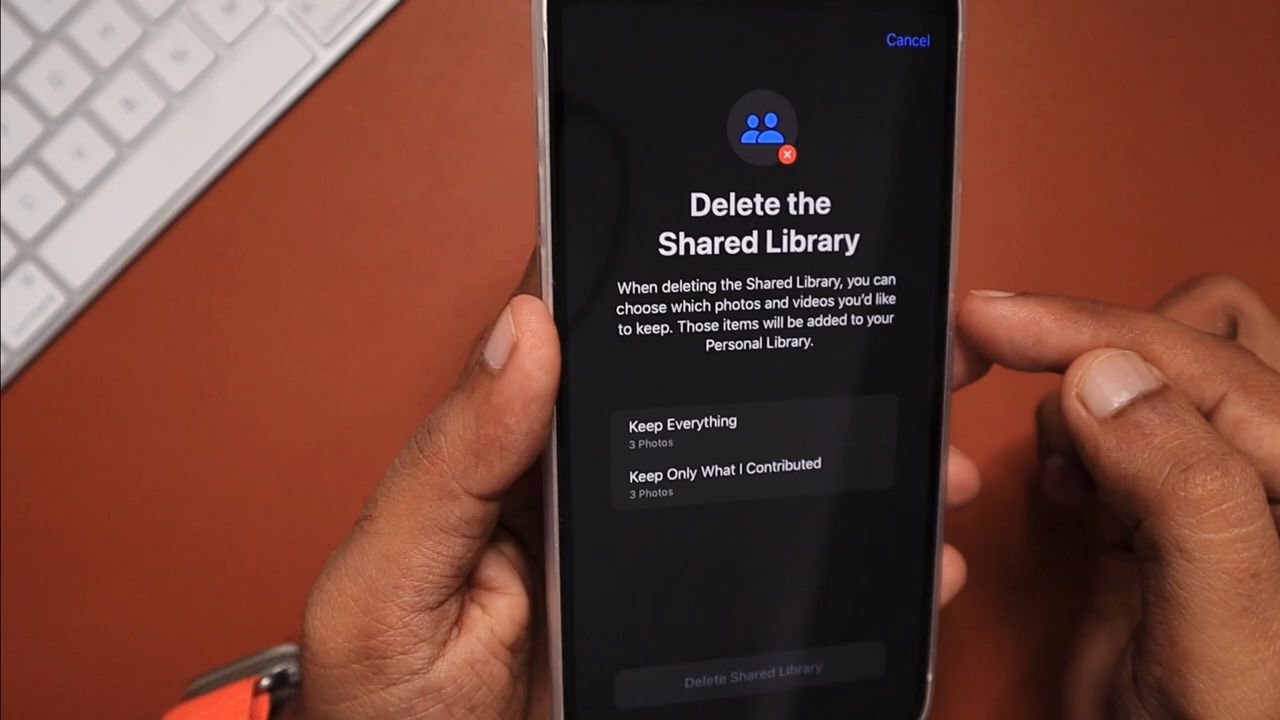 Cancel
Delete the
Shared Library
When deleting the Shared Library, you can
choose which photos and videos you'd like
to keep. Those items will be added to your
Personal Library.
Keep Everything
3 Photos
Keep Only What I Contributed
3 Photos
Delete Shared Library